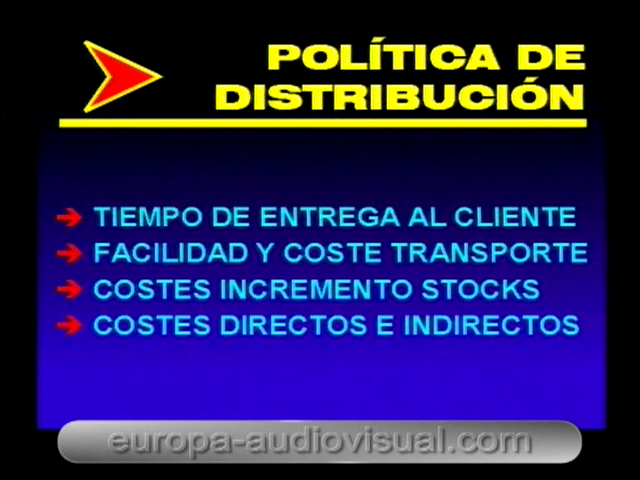 POLÍTICA DE
DISTRIBUCIÓN
TIEMPO DE ENTREGA AL CLIENTE
FACILIDAD Y COSTE TRANSPORTE
COSTES INCREMENTO STOCKS
COSTES DIRECTOS E INDIRECTOS
europa-audiovisual.com